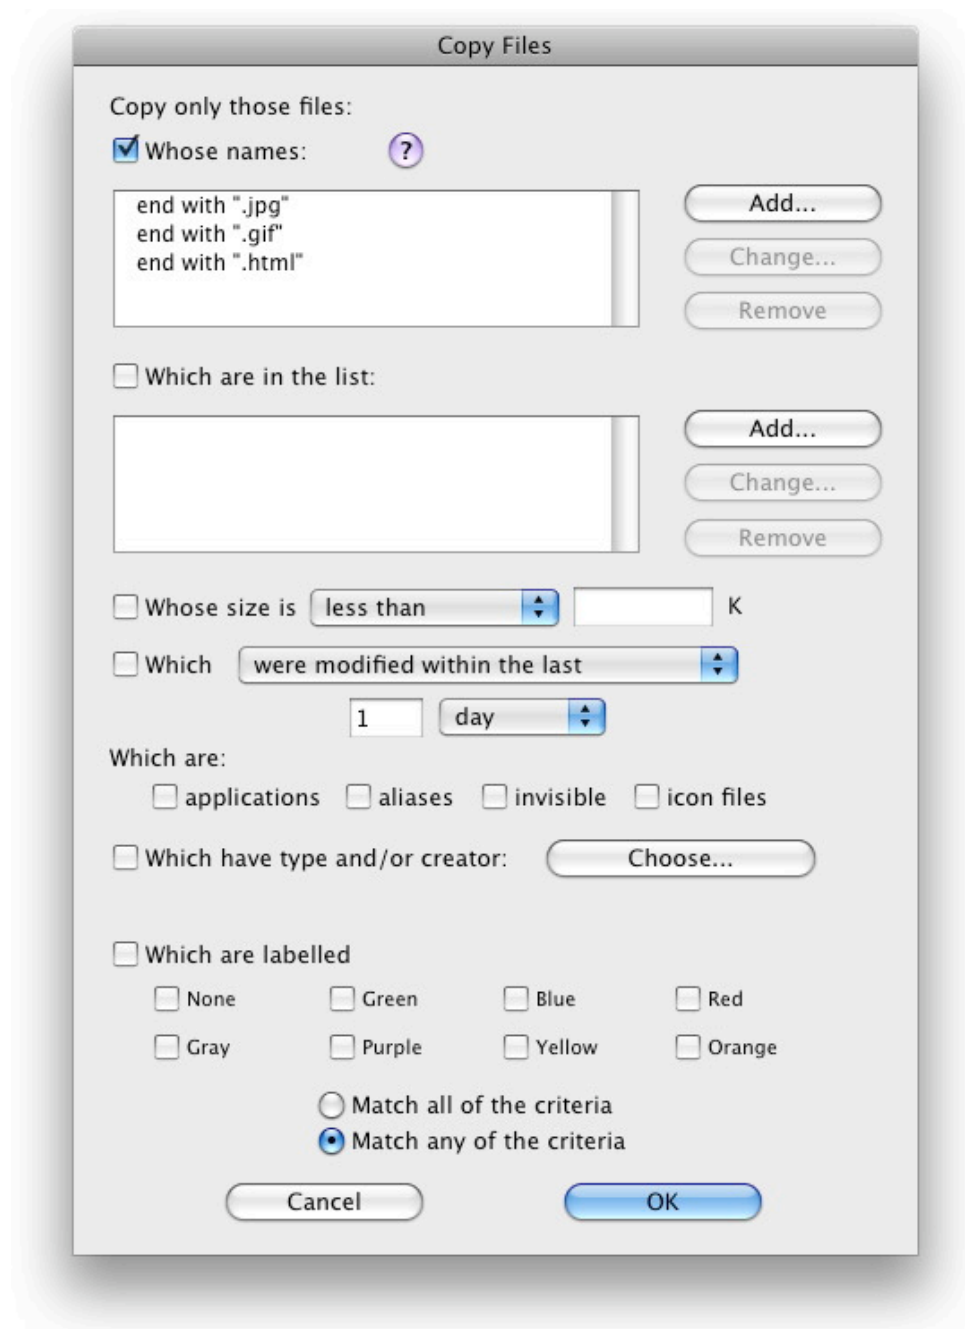 Copy Files
Copy only those files:
Whose names: ?
end with ".jpg"
end with ".gif"
end with ".html"
Add...
Change...
Remove
Which are in the list:
Add...
Change...
Remove
Whose size is less than K
Which were modified within the last
1 day
Which are:
applications aliases invisible icon files
Which have type and/or creator: Choose...
Which are labelled
None Green Blue Red
Gray Purple Yellow Orange
Match all of the criteria
Match any of the criteria
Cancel OK